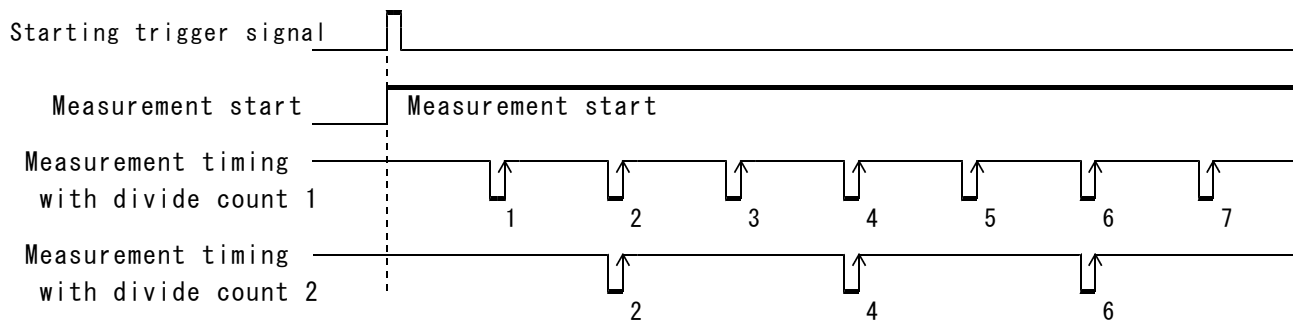 Starting trigger signal
Measurement start
Measurement start
Measurement timing
with divide count 1
1 2 3 4 5 6 7
Measurement timing
with divide count 2
2 4 6